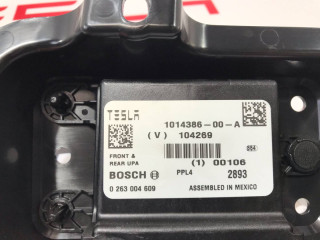 TESLA
1014386-00-A
(V) 104269
FRONT &
REAR UPA
(1) 00106
BOSCH PPL4 2893
0 263 004 609 ASSEMBLED IN MEXICO